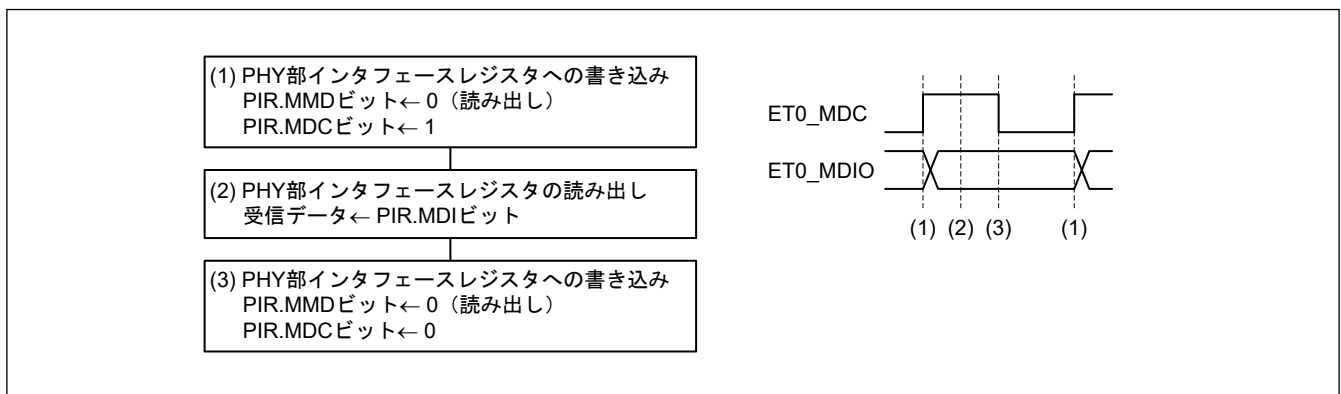 (1) PHY部インタフェースレジスタへの書き込み
PIR.MMDビット← 0（読み出し）
PIR.MDCビット← 1
(2) PHY部インタフェースレジスタの読み出し
受信データ← PIR.MDIビット
(3) PHY部インタフェースレジスタへの書き込み
PIR.MMDビット← 0（読み出し）
PIR.MDCビット← 0
ET0_MDC
ET0_MDIO
(1) (2) (3) (1)